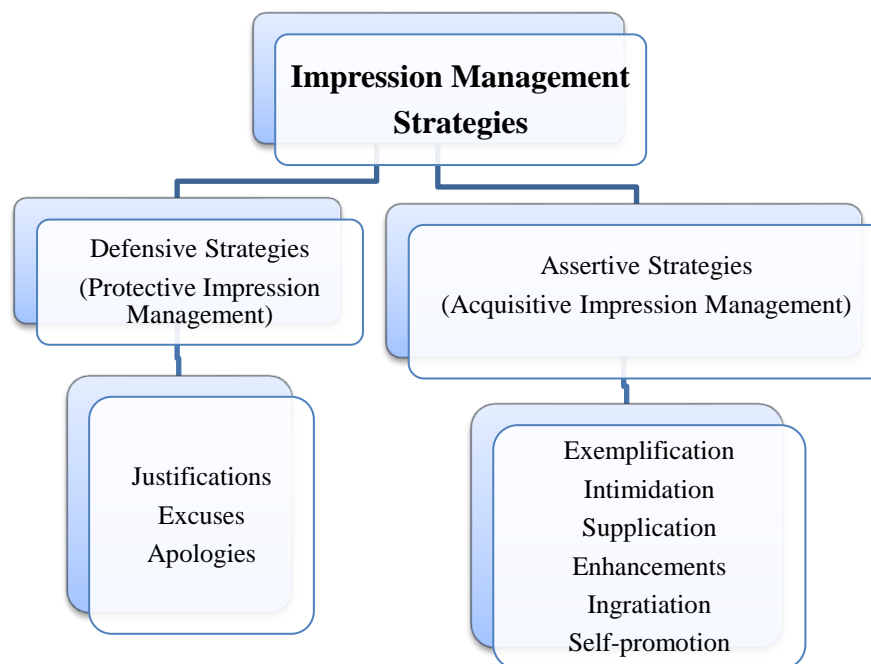 Impression Management
Strategies
Defensive Strategies
(Protective Impression
Management)
Assertive Strategies
(Acquisitive Impression Management)
Justifications
Excuses
Apologies
Exemplification
Intimidation
Supplication
Enhancements
Ingratiation
Self-promotion